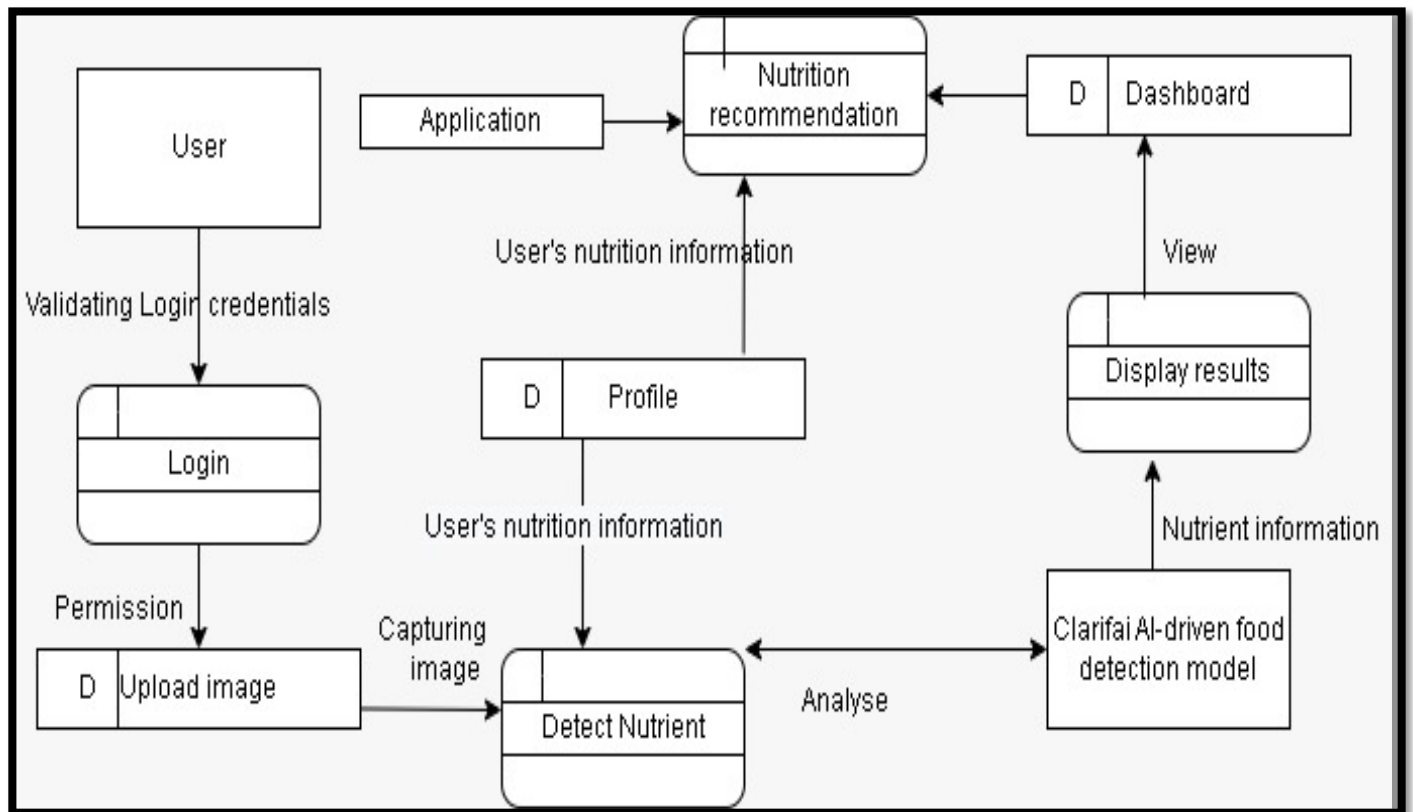 Nutrition
recommendation
D Dashboard
Application
User
User's nutrition information
View
Validating Login credentials
Display results
D Profile
Login
User's nutrition information
Nutrient information
Permission
Capturing
image
Clarifai AI-driven food
detection model
D Upload image
Analyse
Detect Nutrient